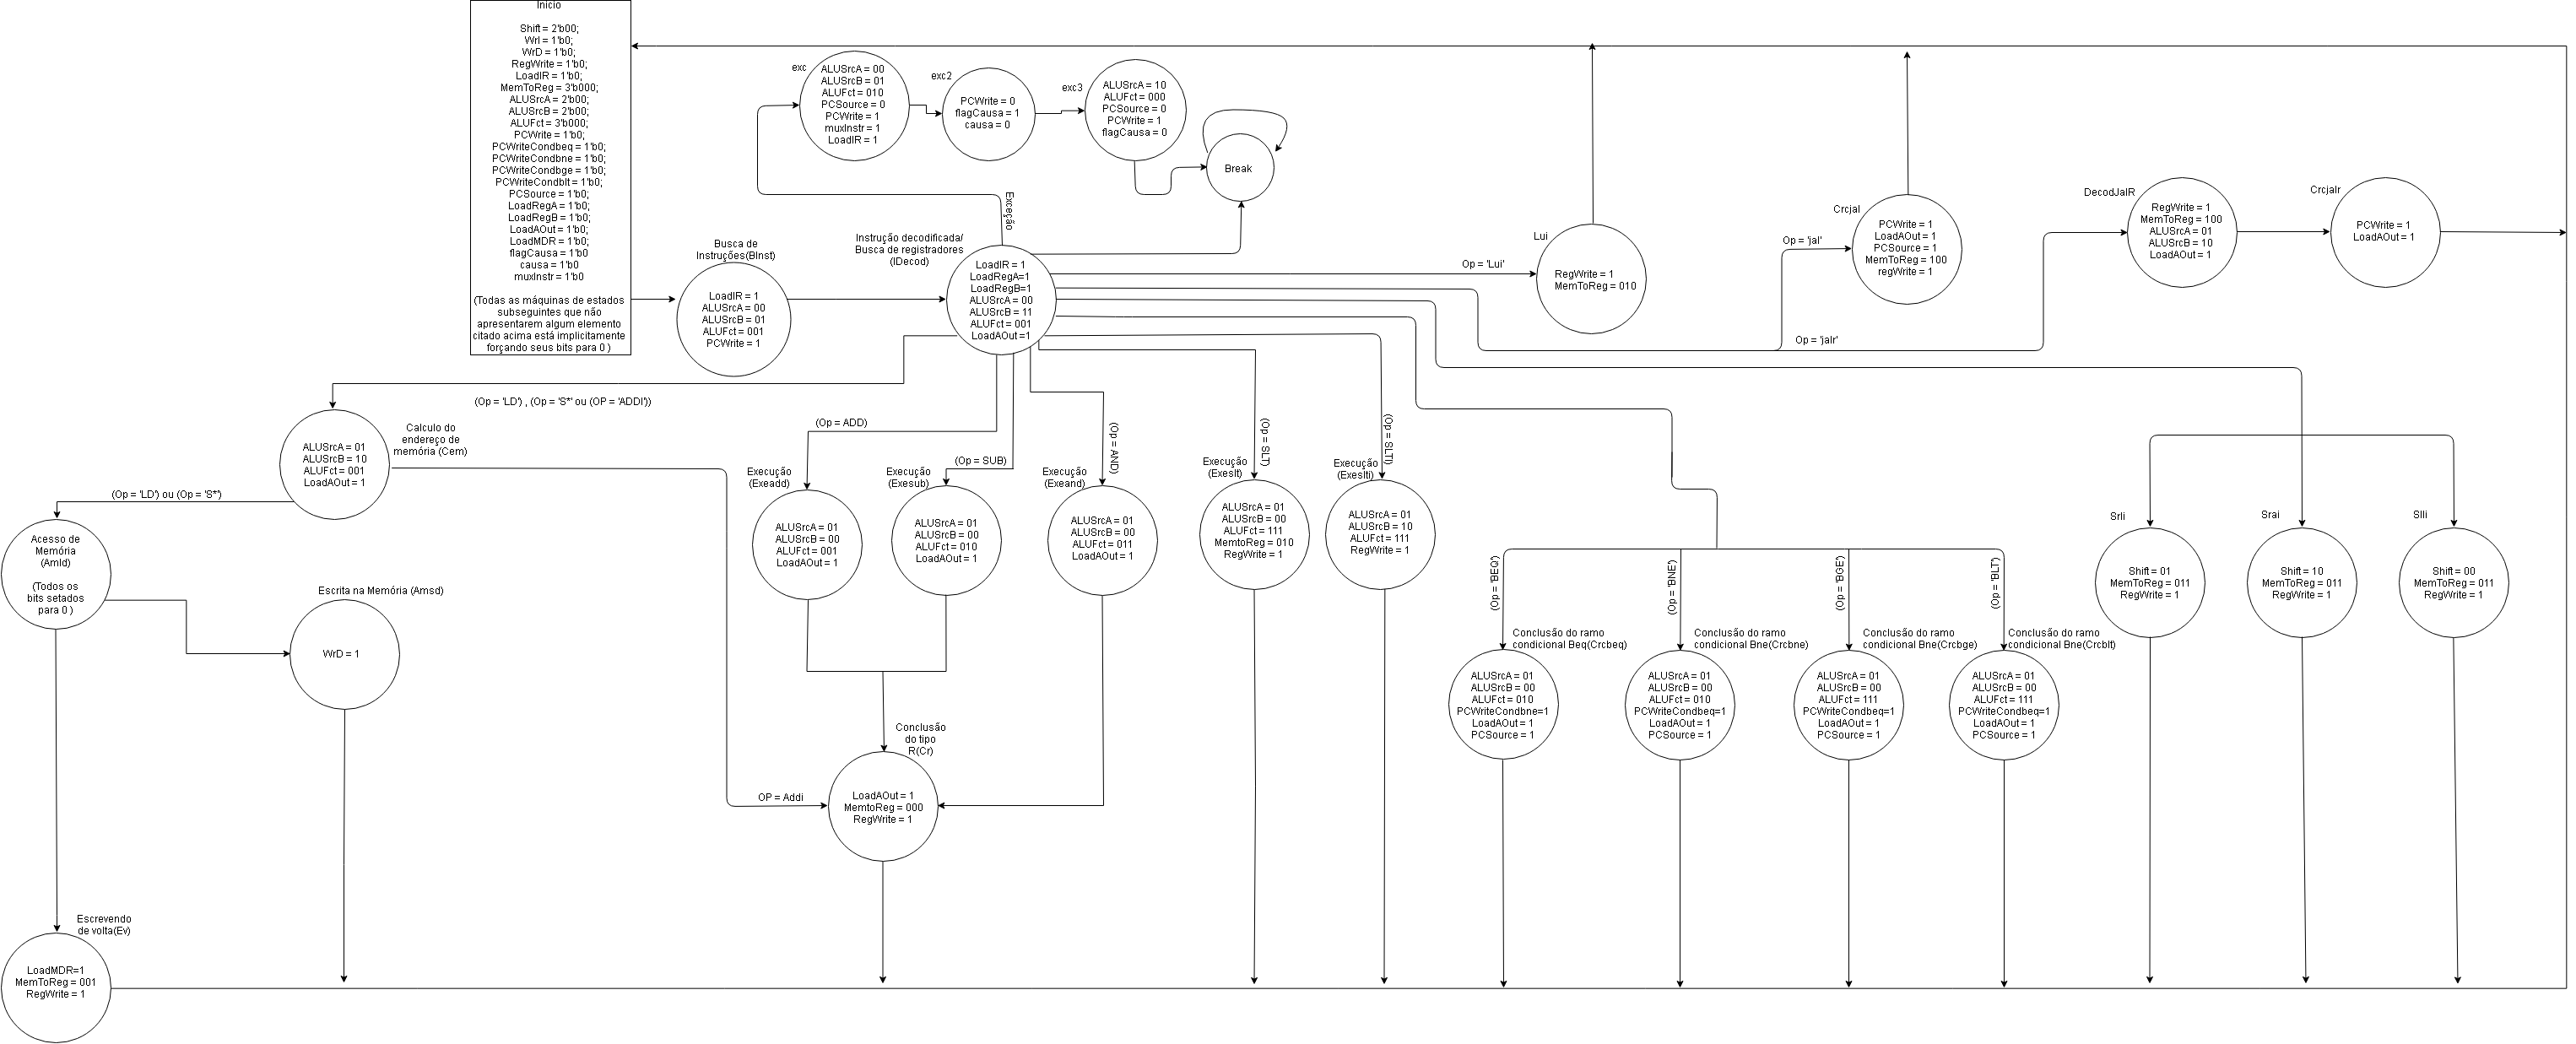 Início
Shift = 2'b00;
WrI = 1'b0;
WrD = 1'b0;
RegWrite = 1'b0;
LoadIR = 1'b0;
MemToReg = 3'b000;
ALUSrcA = 2'b00;
ALUSrcB = 2'b00;
ALUFct = 3'b000;
PCWrite = 1'b0;
PCWriteCondbeq = 1'b0;
PCWriteCondbne = 1'b0;
PCWriteCondbge = 1'b0;
PCWriteCondblt = 1'b0;
PCSource = 1'b0;
LoadRegA = 1'b0;
LoadRegB = 1'b0;
LoadAOut = 1'b0;
LoadMDR = 1'b0;
flagCausa = 1'b0
causa = 1'b0
muxInstr = 1'b0
(Todas as máquinas de estados
subseguintes que não
apresentarem algum elemento
citado acima está implicitamente
forçando seus bits para 0 )
exc
ALUSrcA = 00
ALUSrcB = 01
ALUFct = 010
PCSource = 0
PCWrite = 1
muxInstr = 1
LoadIR = 1
exc2
PCWrite = 0
flagCausa = 1
causa = 0
exc3
ALUSrcA = 10
ALUFct = 000
PCSource = 0
PCWrite = 1
flagCausa = 0
Break
Exceção
Busca de
Instruções(BInst)
LoadIR = 1
ALUSrcA = 00
ALUSrcB = 01
ALUFct = 001
PCWrite = 1
Instrução decodificada/
Busca de registradores
(IDecod)
LoadIR = 1
LoadRegA=1
LoadRegB=1
ALUSrcA = 00
ALUSrcB = 11
ALUFct = 001
LoadAOut =1
Op = 'Lui'
Lui
RegWrite = 1
MemToReg = 010
Op = 'jal'
Crcjal
PCWrite = 1
LoadAOut = 1
PCSource = 1
MemToReg = 100
regWrite = 1
Op = 'jalr'
DecodJalR
RegWrite = 1
MemToReg = 100
ALUSrcA = 01
ALUSrcB = 10
LoadAOut = 1
Crcjalr
PCWrite = 1
LoadAOut = 1
(Op = 'LD') , (Op = 'S*' ou (OP = 'ADDI'))
Calculo do
endereço de
memória (Cem)
ALUSrcA = 01
ALUSrcB = 10
ALUFct = 001
LoadAOut = 1
(Op = 'LD') ou (Op = 'S*')
Acesso de
Memória
(Amld)
(Todos os
bits setados
para 0 )
Escrita na Memória (Amsd)
WrD = 1
Escrevendo
de volta(Ev)
LoadMDR=1
MemToReg = 001
RegWrite = 1
(Op = ADD)
Execução
(Exeadd)
ALUSrcA = 01
ALUSrcB = 00
ALUFct = 001
LoadAOut = 1
(Op = SUB)
Execução
(Exesub)
ALUSrcA = 01
ALUSrcB = 00
ALUFct = 010
LoadAOut = 1
(Op = AND)
Execução
(Exeand)
ALUSrcA = 01
ALUSrcB = 00
ALUFct = 011
LoadAOut = 1
(Op = SLT)
Execução
(Exeslt)
ALUSrcA = 01
ALUSrcB = 00
ALUFct = 111
MemtoReg = 010
RegWrite = 1
(Op = SLTI)
Execução
(Exeslti)
ALUSrcA = 01
ALUSrcB = 10
ALUFct = 111
RegWrite = 1
OP = Addi
Conclusão
do tipo
R(Cr)
LoadAOut = 1
MemtoReg = 000
RegWrite = 1
(Op = 'BEQ')
Conclusão do ramo
condicional Beq(Crcbeq)
ALUSrcA = 01
ALUSrcB = 00
ALUFct = 010
PCWriteCondbne=1
LoadAOut = 1
PCSource = 1
(Op = 'BNE')
Conclusão do ramo
condicional Bne(Crcbne)
ALUSrcA = 01
ALUSrcB = 00
ALUFct = 010
PCWriteCondbeq=1
LoadAOut = 1
PCSource = 1
(Op = 'BGE')
Conclusão do ramo
condicional Bne(Crcbge)
ALUSrcA = 01
ALUSrcB = 00
ALUFct = 111
PCWriteCondbeq=1
LoadAOut = 1
PCSource = 1
(Op = 'BLT')
Conclusão do ramo
condicional Bne(Crcblt)
ALUSrcA = 01
ALUSrcB = 00
ALUFct = 111
PCWriteCondbeq=1
LoadAOut = 1
PCSource = 1
Srli
Shift = 01
MemToReg = 011
RegWrite = 1
Srai
Shift = 10
MemToReg = 011
RegWrite = 1
Slli
Shift = 00
MemToReg = 011
RegWrite = 1